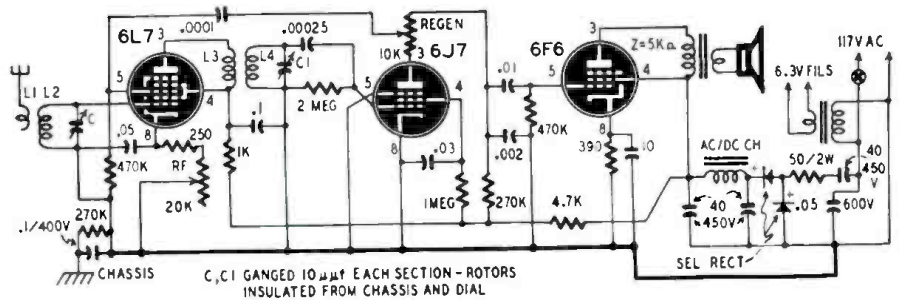 .0001
REGEN
6L7
3
.00025
L3
L4
C1
10K
3
6J7
3
6F6
Z=5KΩ
117V AC
6.3V FILS
L1 L2
C
5
4
5
4
.01
5
4
2 MEG
.05
8
250
.1
8
.03
.002
470K
8
390
10
AC/DC CH
50/2W
40
450
V
470K
RF
1K
20K
1MEG
270K
4.7K
40
450V
.05
600V
270K
.1/400V
CHASSIS
SEL RECT
C,C1 GANGED 10μμf EACH SECTION - ROTORS
INSULATED FROM CHASSIS AND DIAL